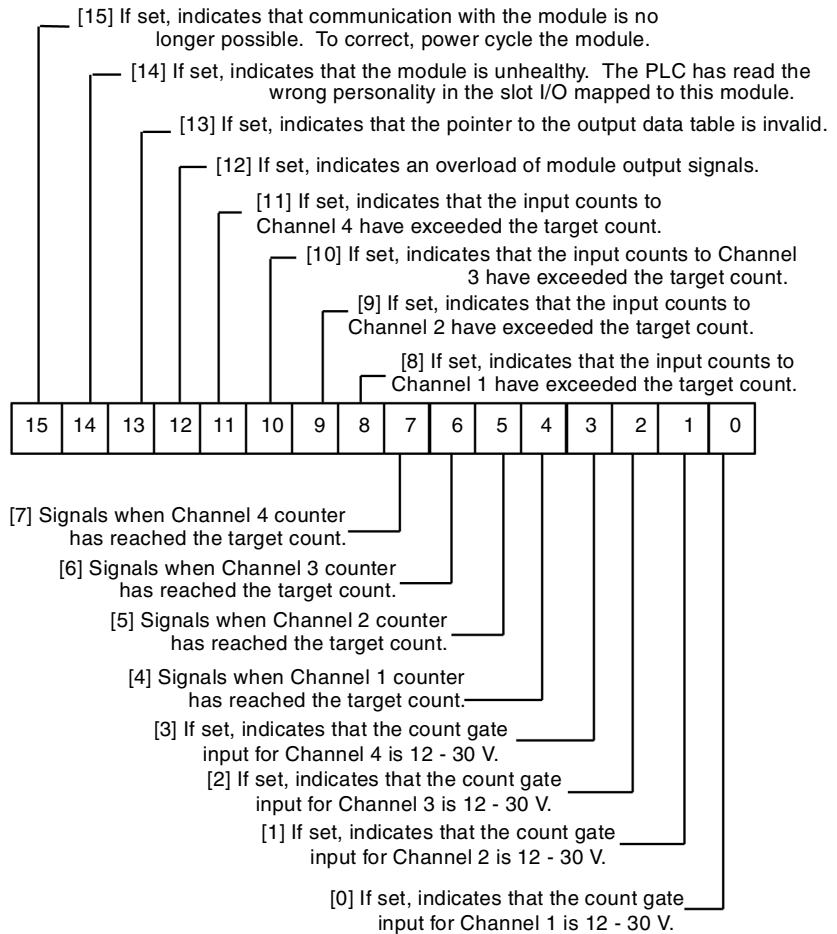 [15] If set, indicates that communication with the module is no
longer possible. To correct, power cycle the module.
[14] If set, indicates that the module is unhealthy. The PLC has read the
wrong personality in the slot I/O mapped to this module.
[13] If set, indicates that the pointer to the output data table is invalid.
[12] If set, indicates an overload of module output signals.
[11] If set, indicates that the input counts to
Channel 4 have exceeded the target count.
[10] If set, indicates that the input counts to Channel
3 have exceeded the target count.
[9] If set, indicates that the input counts to
Channel 2 have exceeded the target count.
[8] If set, indicates that the input counts to
Channel 1 have exceeded the target count.
15 14 13 12 11 10 9 8 7 6 5 4 3 2 1 0
[7] Signals when Channel 4 counter
has reached the target count.
[6] Signals when Channel 3 counter
has reached the target count.
[5] Signals when Channel 2 counter
has reached the target count.
[4] Signals when Channel 1 counter
has reached the target count.
[3] If set, indicates that the count gate
input for Channel 4 is 12 - 30 V.
[2] If set, indicates that the count gate
input for Channel 3 is 12 - 30 V.
[1] If set, indicates that the count gate
input for Channel 2 is 12 - 30 V.
[0] If set, indicates that the count gate
input for Channel 1 is 12 - 30 V.